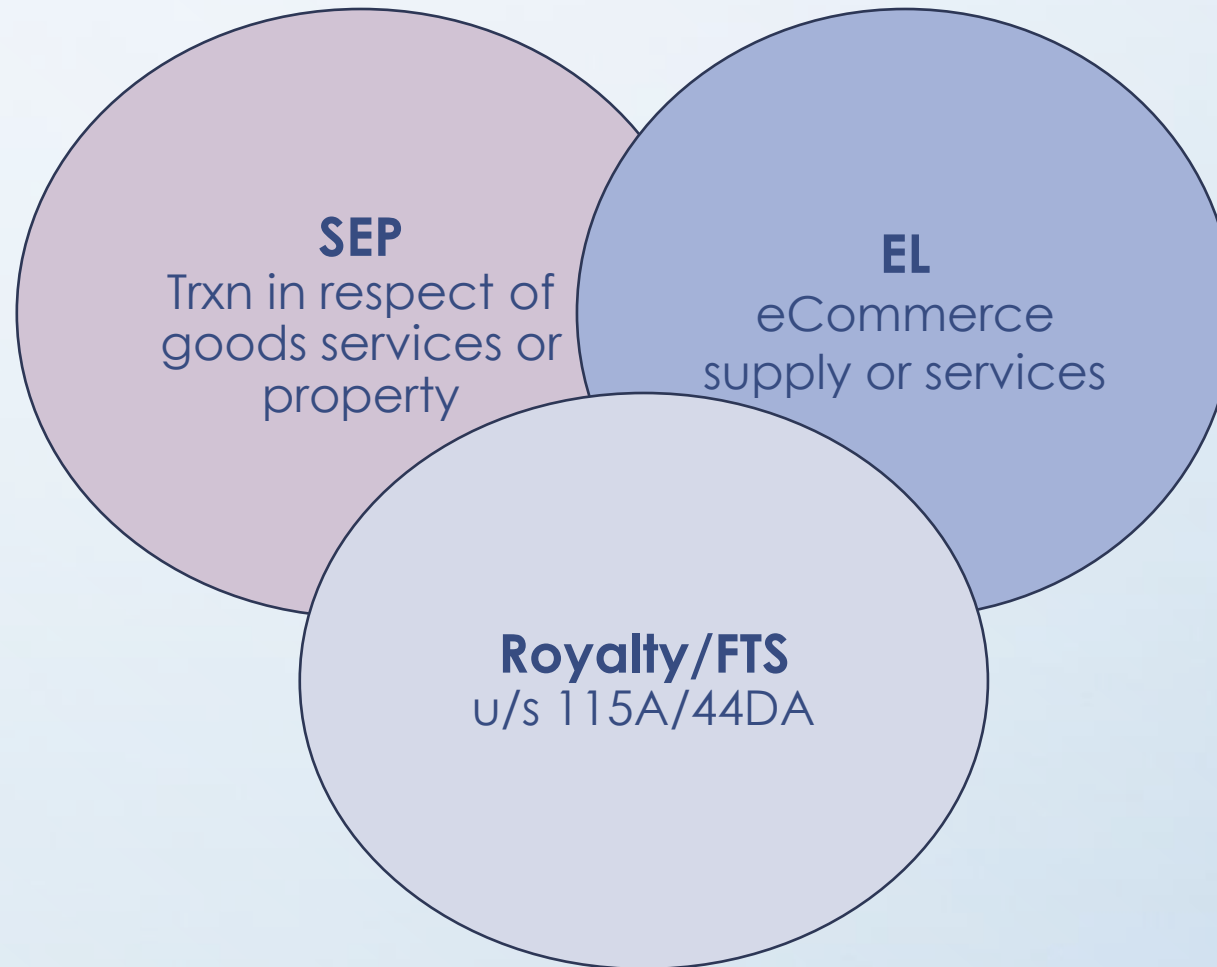 SEP
Trxn in respect of
goods services or
property
EL
eCommerce
supply or services
Royalty/FTS
u/s 115A/44DA